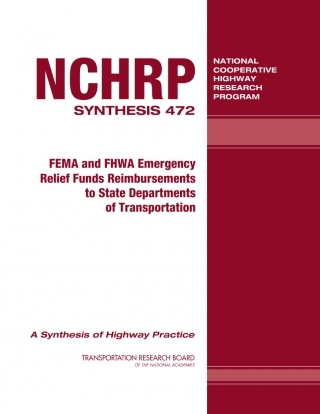 NCHRP
SYNTHESIS 472
NATIONAL
COOPERATIVE
HIGHWAY
RESEARCH
PROGRAM
FEMA and FHWA Emergency
Relief Funds Reimbursements
to State Departments
of Transportation
A Synthesis of Highway Practice
TRANSPORTATION RESEARCH BOARD
OF THE NATIONAL ACADEMIES